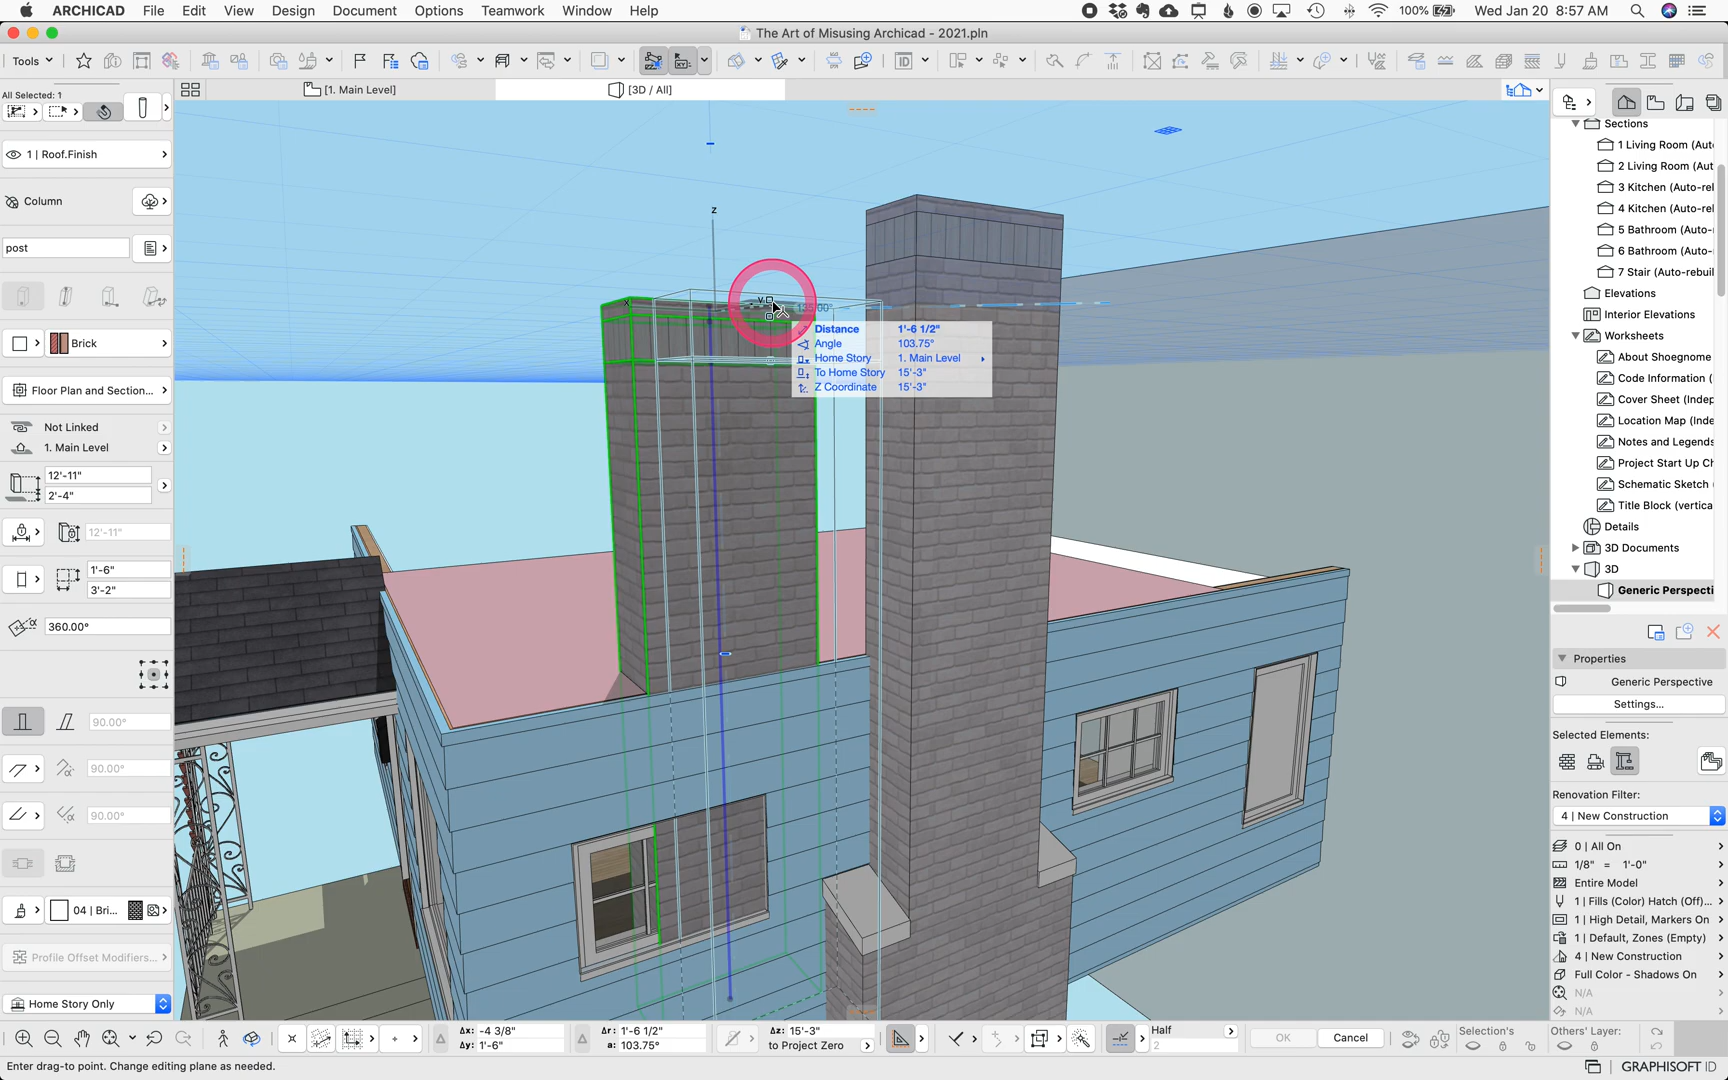 ARCHICAD File Edit View Design Document Options Teamwork Window Help
100% Wed Jan 20 8:57 AM
The Art of Misusing Archicad - 2021.pln
Tools
All Selected: 1
[1. Main Level]
[3D / All]
1 | Roof.Finish
Column
post
Brick
Floor Plan and Section...
Not Linked
1. Main Level
12'-11"
2'-4"
12'-11"
1'-6"
3'-2"
360.00°
90.00°
90.00°
90.00°
04 | Bri...
Profile Offset Modifiers...
Home Story Only
z
x
135.00°
Distance 1'-6 1/2"
Angle 103.75°
Home Story 1. Main Level
To Home Story 15'-3"
Z Coordinate 15'-3"
Sections
1 Living Room (Aut
2 Living Room (Aut
3 Kitchen (Auto-rel
4 Kitchen (Auto-rel
5 Bathroom (Auto-
6 Bathroom (Auto-
7 Stair (Auto-rebuil
Elevations
Interior Elevations
Worksheets
About Shoegnome
Code Information (
Cover Sheet (Indep
Location Map (Inde
Notes and Legends
Project Start Up Ch
Schematic Sketch
Title Block (vertica
Details
3D Documents
3D
Generic Perspecti
Properties
Generic Perspective
Settings...
Selected Elements:
Renovation Filter:
4 | New Construction
0 | All On
1/8" = 1'-0"
Entire Model
1 | Fills (Color) Hatch (Off)...
1 | High Detail, Markers On
1 | Default, Zones (Empty)
4 | New Construction
Full Color - Shadows On
N/A
N/A
Δx: -4 3/8"
Δy: 1'-6"
Δr: 1'-6 1/2"
a: 103.75°
Δz: 15'-3"
to Project Zero
Half
2
OK
Cancel
Selection's
Others' Layer:
Enter drag-to point. Change editing plane as needed.
GRAPHISOFT ID